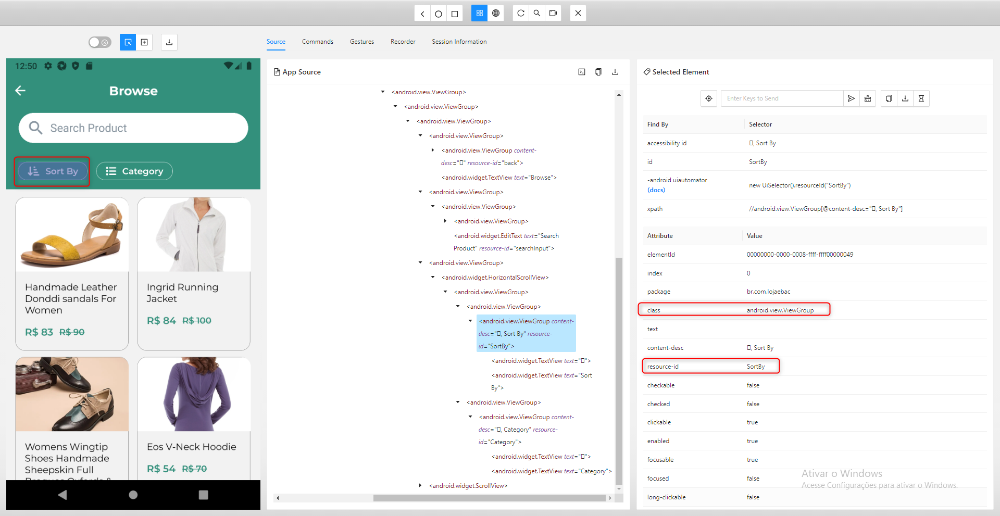 Source
Commands
Gestures
Recorder
Session Information
12:50
Browse
Search Product
Sort By
Category
Handmade Leather
Donddi sandals For
Women
R$ 83 R$ 90
Ingrid Running
Jacket
R$ 84 R$ 100
Womens Wingtip
Shoes Handmade
Sheepskin Full
Eos V-Neck Hoodie
R$ 54 R$ 70
App Source
<android.view.ViewGroup>
<android.view.ViewGroup>
<android.view.ViewGroup>
<android.view.ViewGroup>
<android.view.ViewGroup content-
desc="▯" resource-id="back">
<android.widget.TextView text="Browse">
<android.view.ViewGroup>
<android.view.ViewGroup>
<android.view.ViewGroup>
<android.widget.EditText text="Search
Product" resource-id="searchInput">
<android.view.ViewGroup>
<android.widget.HorizontalScrollView>
<android.view.ViewGroup>
<android.view.ViewGroup>
<android.view.ViewGroup content-
desc="▯, Sort By" resource-
id="SortBy">
<android.widget.TextView text="▯">
<android.widget.TextView text="Sort
By">
<android.view.ViewGroup>
<android.view.ViewGroup content-
desc="▯, Category" resource-
id="Category">
<android.widget.TextView text="▯">
<android.widget.TextView text="Category">
<android.widget.ScrollView>
Selected Element
Enter Keys to Send
Find By Selector
accessibility id ▯, Sort By
id SortBy
-android uiautomator
(docs)
new UiSelector().resourceId("SortBy")
xpath //android.view.ViewGroup[@content-desc="▯, Sort By"]
Attribute Value
elementId 00000000-0000-0008-ffff-ffff00000049
index 0
package br.com.lojaebac
class android.view.ViewGroup
text
content-desc ▯, Sort By
resource-id SortBy
checkable false
checked false
clickable true
enabled true
focusable true
focused false
long-clickable false
Ativar o Windows
Acesse Configurações para ativar o Windows.